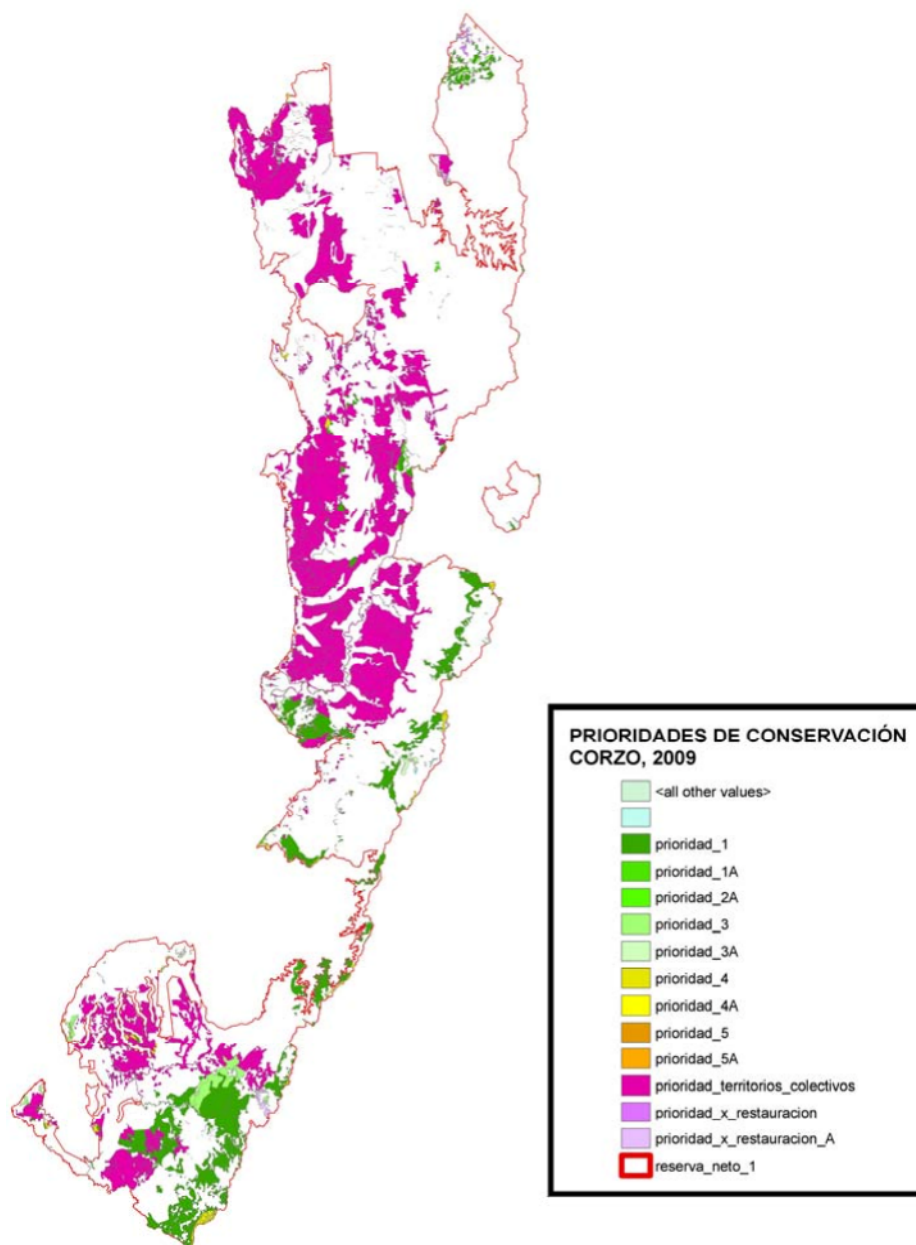 PRIORIDADES DE CONSERVACIÓN
CORZO, 2009
<all other values>
prioridad_1
prioridad_1A
prioridad_2A
prioridad_3
prioridad_3A
prioridad_4
prioridad_4A
prioridad_5
prioridad_5A
prioridad_territorios_colectivos
prioridad_x_restauracion
prioridad_x_restauracion_A
reserva_neto_1